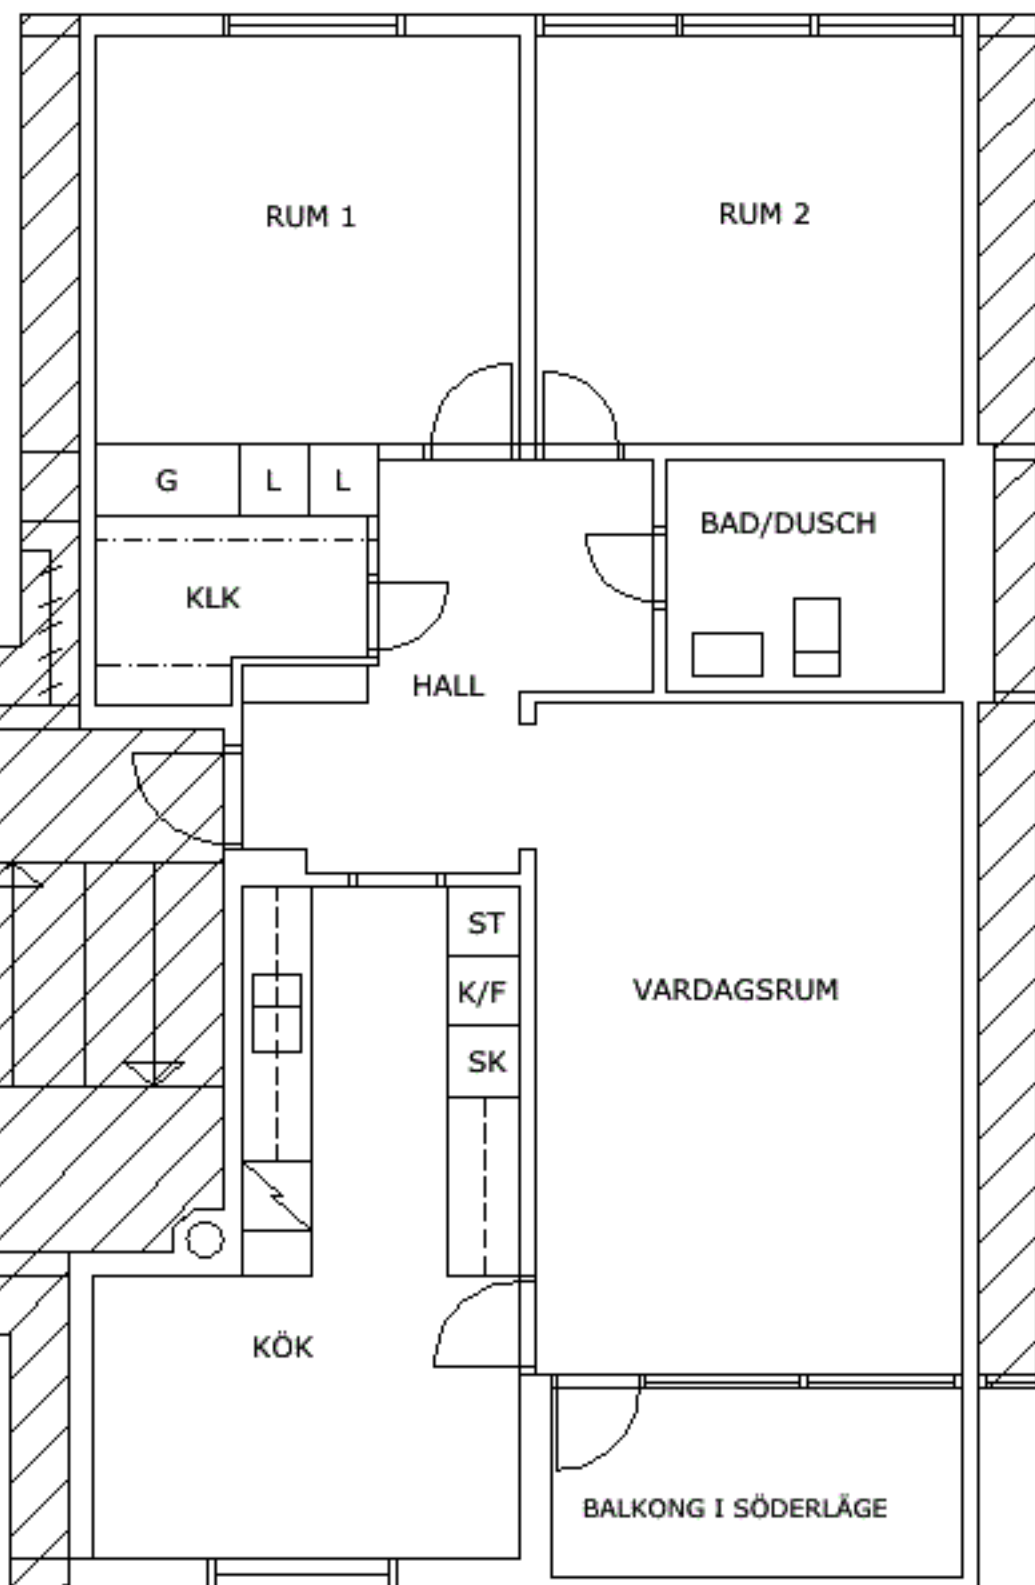 RUM 1
RUM 2
G
L
L
BAD/DUSCH
KLK
HALL
ST
K/F
SK
VARDAGSRUM
KÖK
BALKONG I SÖDERLÄGE